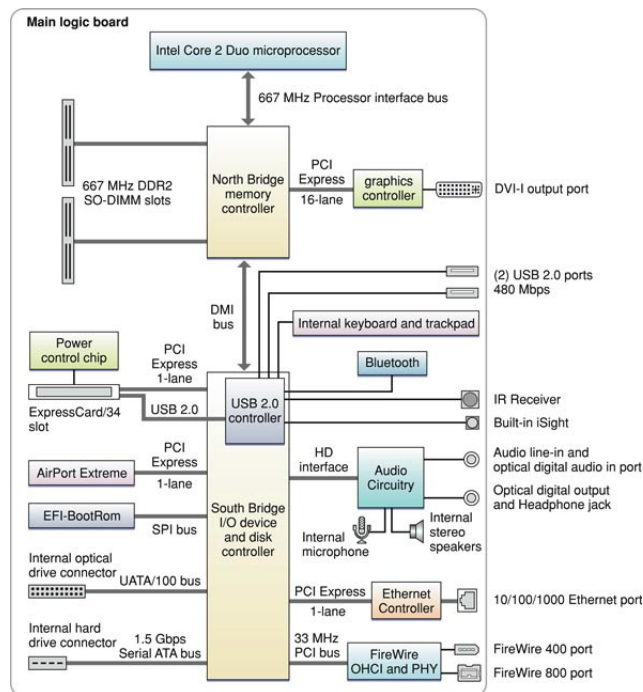 Main logic board
Intel Core 2 Duo microprocessor
667 MHz Processor interface bus
667 MHz DDR2
SO-DIMM slots
North Bridge
memory
controller
PCI
Express
16-lane
graphics
controller
DVI-I output port
DMI
bus
(2) USB 2.0 ports
480 Mbps
Internal keyboard and trackpad
Power
control chip
PCI
Express
1-lane
ExpressCard/34
slot
USB 2.0
USB 2.0
controller
Bluetooth
IR Receiver
Built-in iSight
AirPort Extreme
PCI
Express
1-lane
HD
interface
Audio
Circuitry
Audio line-in and
optical digital audio in port
Optical digital output
and Headphone jack
EFI-BootRom
SPI bus
South Bridge
I/O device
and disk
controller
Internal
microphone
Internal
stereo
speakers
Internal optical
drive connector
UATA/100 bus
PCI Express
1-lane
Ethernet
Controller
10/100/1000 Ethernet port
Internal hard
drive connector
1.5 Gbps
Serial ATA bus
33 MHz
PCI bus
FireWire
OHCI and PHY
FireWire 400 port
FireWire 800 port